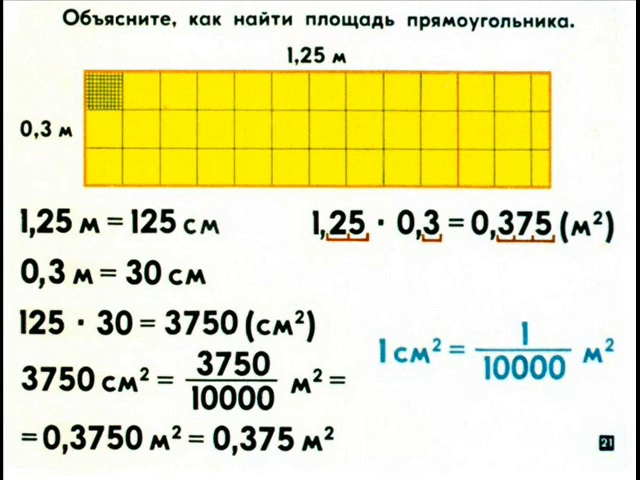 Объясните, как найти площадь прямоугольника.
1,25 м
0,3 м
1,25 м = 125 см
1,25 · 0,3 = 0,375 (м²)
0,3 м = 30 см
125 · 30 = 3750 (см²)
1 см² = 1/10000 м²
3750 см² = 3750/10000 м² =
= 0,3750 м² = 0,375 м²
21